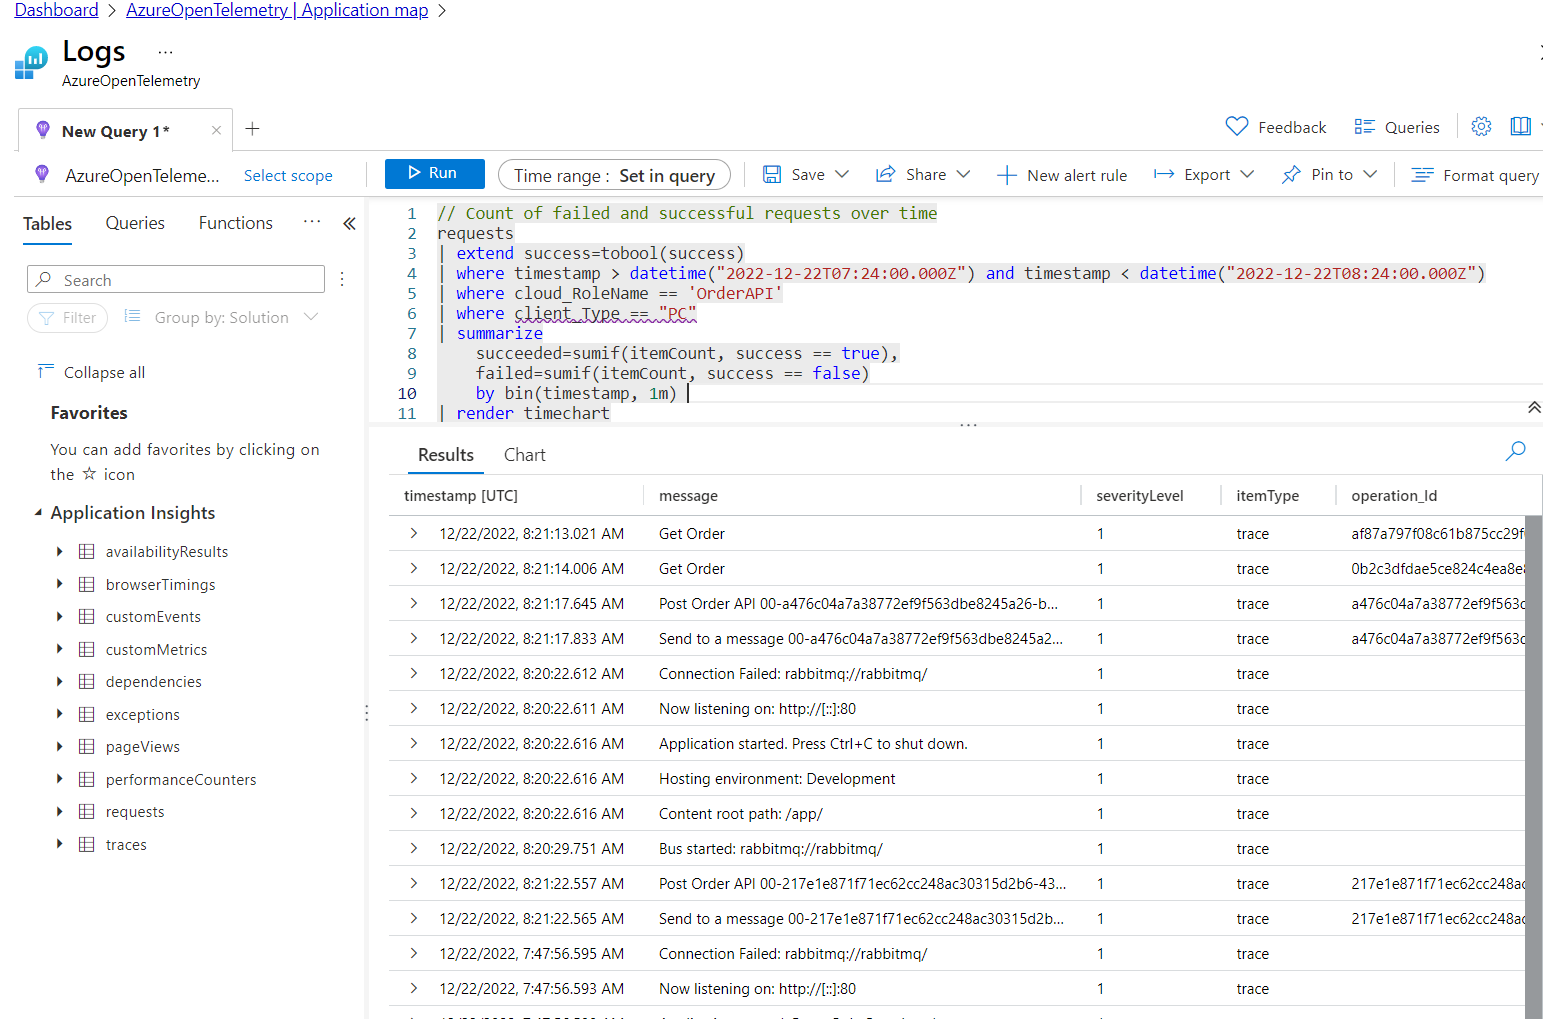 Dashboard > AzureOpenTelemetry | Application map >
Logs ...
AzureOpenTelemetry
New Query 1*
Feedback Queries
AzureOpenTeleme... Select scope Run Time range : Set in query Save Share New alert rule Export Pin to Format query
Tables Queries Functions ...
Search
Filter Group by: Solution
Collapse all
Favorites
You can add favorites by clicking on
the ☆ icon
Application Insights
availabilityResults
browserTimings
customEvents
customMetrics
dependencies
exceptions
pageViews
performanceCounters
requests
traces
1 // Count of failed and successful requests over time
2 requests
3 | extend success=tobool(success)
4 | where timestamp > datetime("2022-12-22T07:24:00.000Z") and timestamp < datetime("2022-12-22T08:24:00.000Z")
5 | where cloud_RoleName == 'OrderAPI'
6 | where client_Type == "PC"
7 | summarize
8 succeeded=sumif(itemCount, success == true),
9 failed=sumif(itemCount, success == false)
10 by bin(timestamp, 1m)
11 | render timechart
Results Chart
timestamp [UTC] message severityLevel itemType operation_Id
12/22/2022, 8:21:13.021 AM Get Order 1 trace af87a797f08c61b875cc29f
12/22/2022, 8:21:14.006 AM Get Order 1 trace 0b2c3dfdae5ce824c4ea8e
12/22/2022, 8:21:17.645 AM Post Order API 00-a476c04a7a38772ef9f563dbe8245a26-b... 1 trace a476c04a7a38772ef9f563
12/22/2022, 8:21:17.833 AM Send to a message 00-a476c04a7a38772ef9f563dbe8245a2... 1 trace a476c04a7a38772ef9f563
12/22/2022, 8:20:22.612 AM Connection Failed: rabbitmq://rabbitmq/ 1 trace
12/22/2022, 8:20:22.611 AM Now listening on: http://[::]:80 1 trace
12/22/2022, 8:20:22.616 AM Application started. Press Ctrl+C to shut down. 1 trace
12/22/2022, 8:20:22.616 AM Hosting environment: Development 1 trace
12/22/2022, 8:20:22.616 AM Content root path: /app/ 1 trace
12/22/2022, 8:20:29.751 AM Bus started: rabbitmq://rabbitmq/ 1 trace
12/22/2022, 8:21:22.557 AM Post Order API 00-217e1e871f71ec62cc248ac30315d2b6-43... 1 trace 217e1e871f71ec62cc248a
12/22/2022, 8:21:22.565 AM Send to a message 00-217e1e871f71ec62cc248ac30315d2b... 1 trace 217e1e871f71ec62cc248a
12/22/2022, 7:47:56.595 AM Connection Failed: rabbitmq://rabbitmq/ 1 trace
12/22/2022, 7:47:56.593 AM Now listening on: http://[::]:80 1 trace